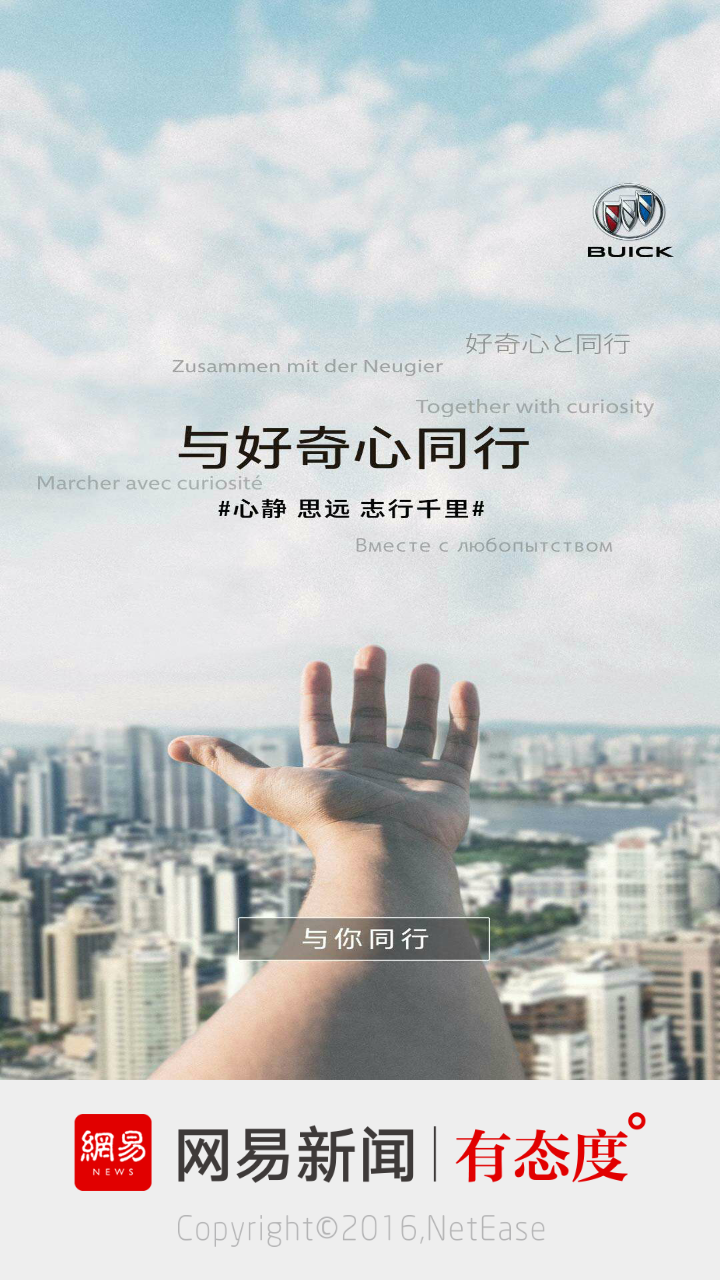 BUICK
好奇心と同行
Zusammen mit der Neugier
Together with curiosity
与好奇心同行
Marcher avec curiosité
#心静 思远 志行千里#
Вместе с любопытством
与你同行
網易
NEWS
网易新闻 有态度°
Copyright©2016,NetEase